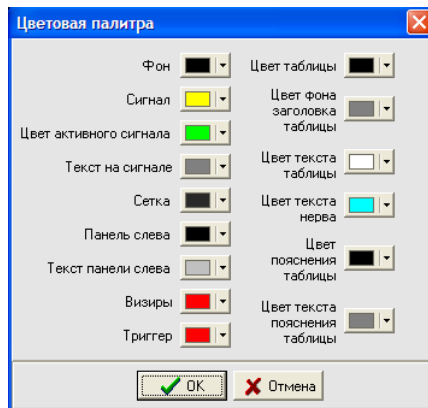 Цветовая палитра
Фон
Сигнал
Цвет активного сигнала
Текст на сигнале
Сетка
Панель слева
Текст панели слева
Визиры
Триггер
Цвет таблицы
Цвет фона
заголовка
таблицы
Цвет текста
таблицы
Цвет текста
нерва
Цвет
пояснения
таблицы
Цвет текста
пояснения
таблицы
OK
Отмена